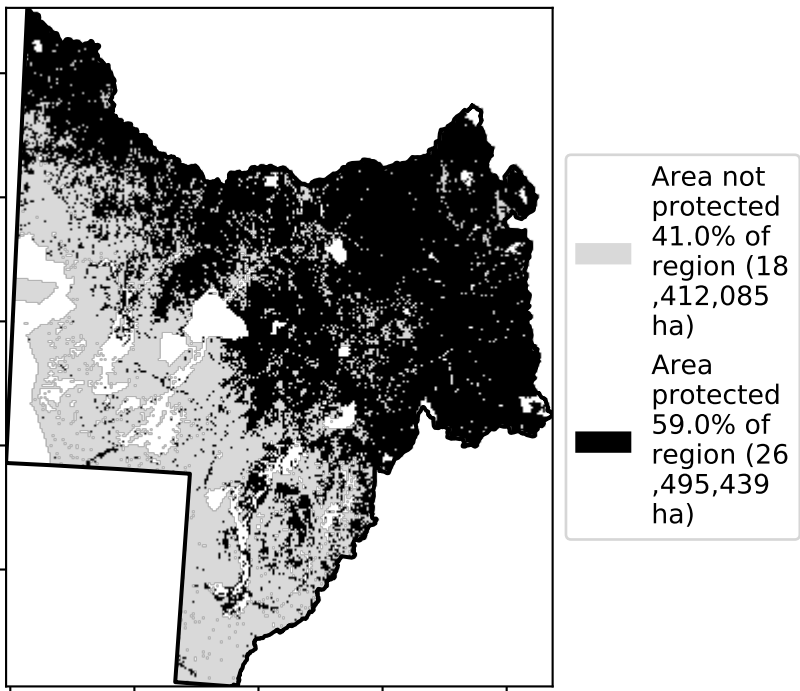 Area not
protected
41.0% of
region (18
,412,085
ha)
Area
protected
59.0% of
region (26
,495,439
ha)